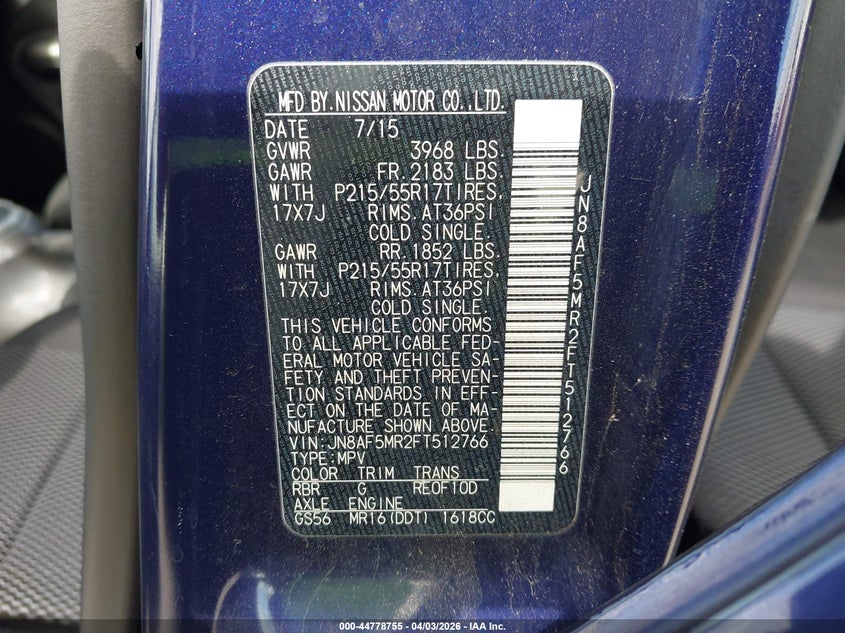 MFD BY.NISSAN MOTOR CO.,LTD.
DATE 7/15
GVWR 3968 LBS.
GAWR FR.2183 LBS.
WITH P215/55R17TIRES,
17X7J RIMS.AT36PSI
COLD SINGLE.
GAWR RR.1852 LBS.
WITH P215/55R17TIRES,
17X7J RIMS.AT36PSI
COLD SINGLE.
THIS VEHICLE CONFORMS
TO ALL APPLICABLE FED-
ERAL MOTOR VEHICLE SA-
FETY AND THEFT PREVEN-
TION STANDARDS IN EFF-
ECT ON THE DATE OF MA-
NUFACTURE SHOWN ABOVE.
VIN:JN8AF5MR2FT512766
TYPE:MPV
COLOR TRIM TRANS
RBR G REOF10D
AXLE ENGINE
GS56 MR16(DDT) 1618CC
JN8AF5MR2FT512766
000-44778755 - 04/03/2026 - IAA Inc.